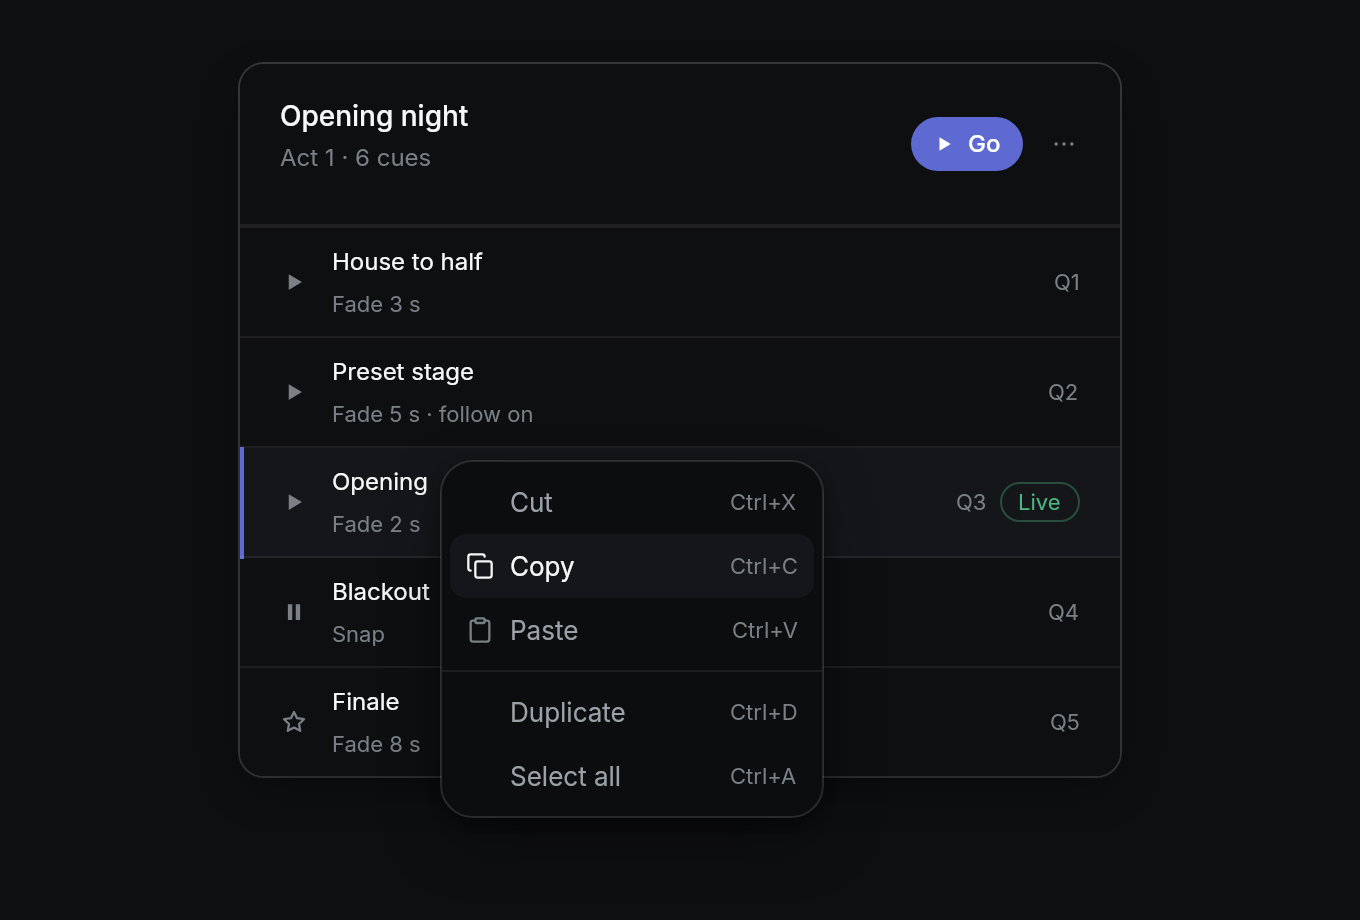 Opening night
Act 1 · 6 cues
Go
House to half
Fade 3 s
Q1
Preset stage
Fade 5 s · follow on
Q2
Opening
Fade 2 s
Q3
Live
Blackout
Snap
Q4
Finale
Fade 8 s
Q5
Cut Ctrl+X
Copy Ctrl+C
Paste Ctrl+V
Duplicate Ctrl+D
Select all Ctrl+A